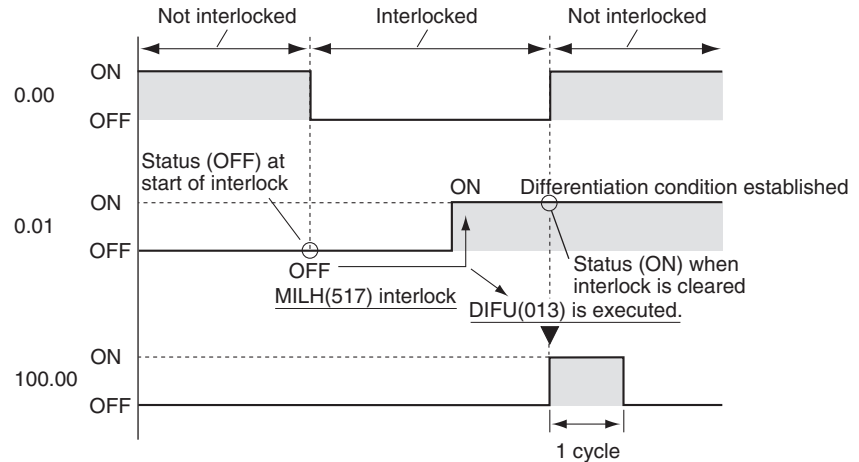 Not interlocked
Interlocked
Not interlocked
ON
0.00
OFF
Status (OFF) at
start of interlock
ON
Differentiation condition established
ON
0.01
OFF
OFF
Status (ON) when
interlock is cleared
MILH(517) interlock
DIFU(013) is executed.
ON
100.00
OFF
1 cycle